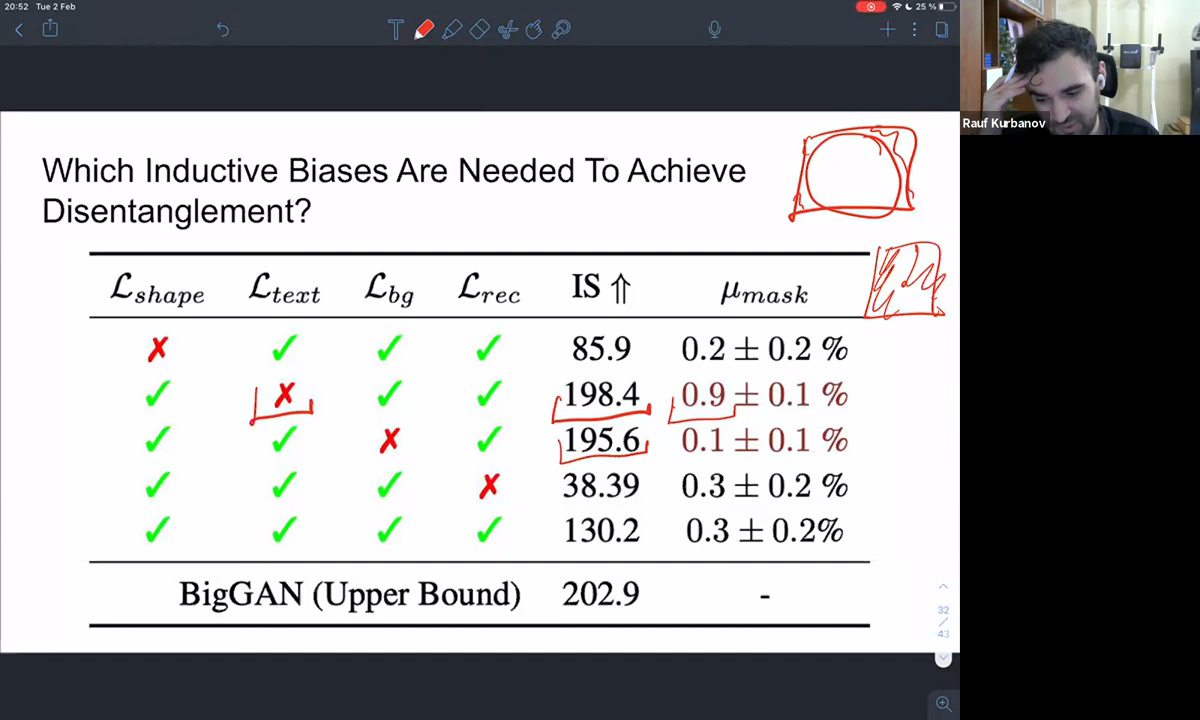 20:52 Tue 2 Feb
25 %
Rauf Kurbanov
Which Inductive Biases Are Needed To Achieve
Disentanglement?
ℒshape ℒtext ℒbg ℒrec IS ⇑ μmask
✗ ✓ ✓ ✓ 85.9 0.2 ± 0.2 %
✓ ✗ ✓ ✓ 198.4 0.9 ± 0.1 %
✓ ✓ ✗ ✓ 195.6 0.1 ± 0.1 %
✓ ✓ ✓ ✗ 38.39 0.3 ± 0.2 %
✓ ✓ ✓ ✓ 130.2 0.3 ± 0.2%
BigGAN (Upper Bound) 202.9 -
32
/
43